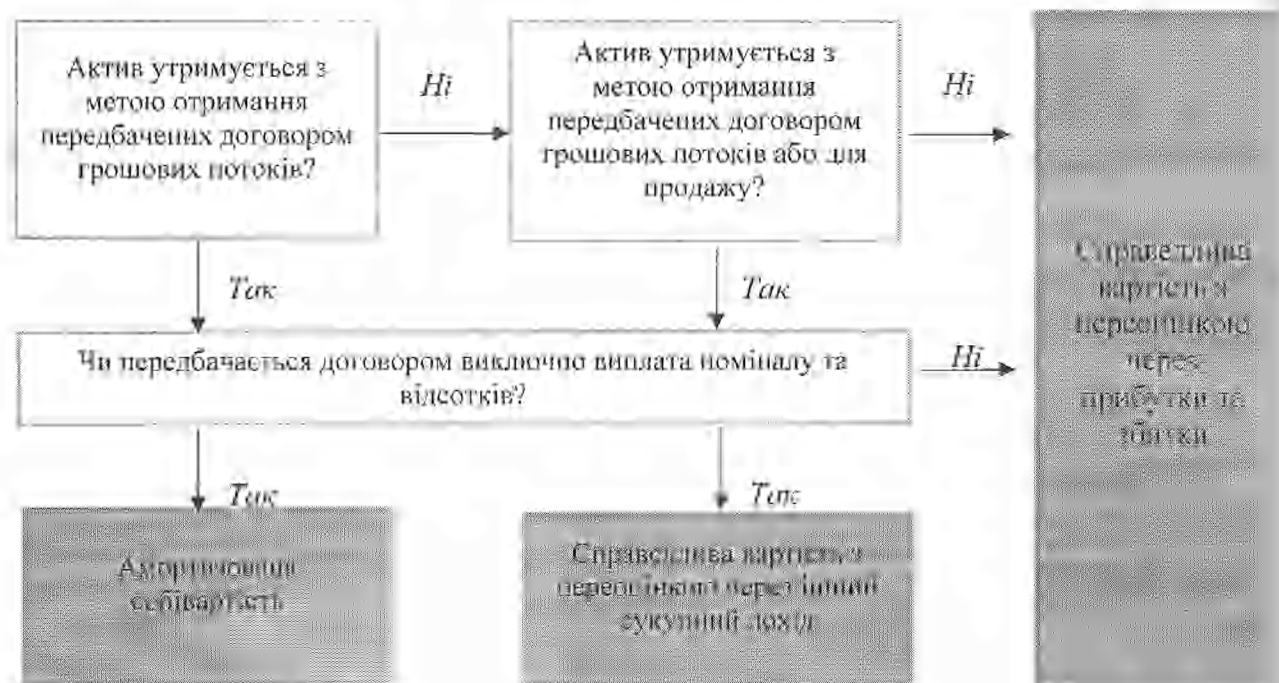 Актив утримується з
метою отримання
передбачених договором
грошових потоків?
Ні
Актив утримується з
метою отримання
передбачених договором
грошових потоків або для
продажу?
Ні
Так
Так
Чи передбачається договором виключно виплата номіналу та
відсотків?
Ні
Справедлива
вартість з
переоцінкою
через
прибутки та
збитки
Так
Так
Амортизована
собівартість
Справедлива вартість з
переоцінкою через інший
сукупний дохід